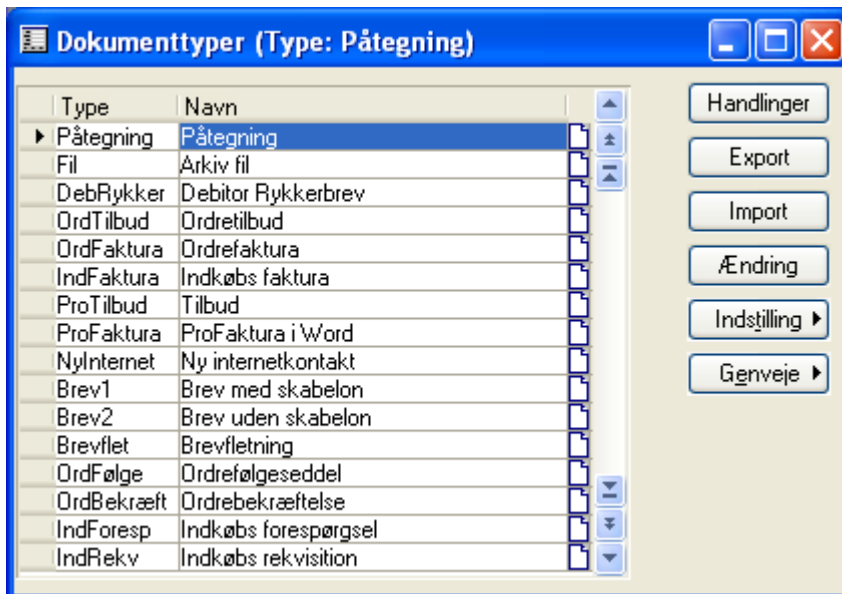 Dokumenttyper (Type: Påtegning)
Type Navn
Påtegning Påtegning
Fil Arkiv fil
DebRykker Debitor Rykkerbrev
OrdTilbud Ordretilbud
OrdFaktura Ordrefaktura
IndFaktura Indkøbs faktura
ProTilbud Tilbud
ProFaktura ProFaktura i Word
NyInternet Ny internetkontakt
Brev1 Brev med skabelon
Brev2 Brev uden skabelon
Brevflet Brevfletning
OrdFølge Ordrefølgeseddel
OrdBekræft Ordrebekræftelse
IndForesp Indkøbs forespørgsel
IndRekv Indkøbs rekvisition
Handlinger
Export
Import
Ændring
Indstilling
Genveje